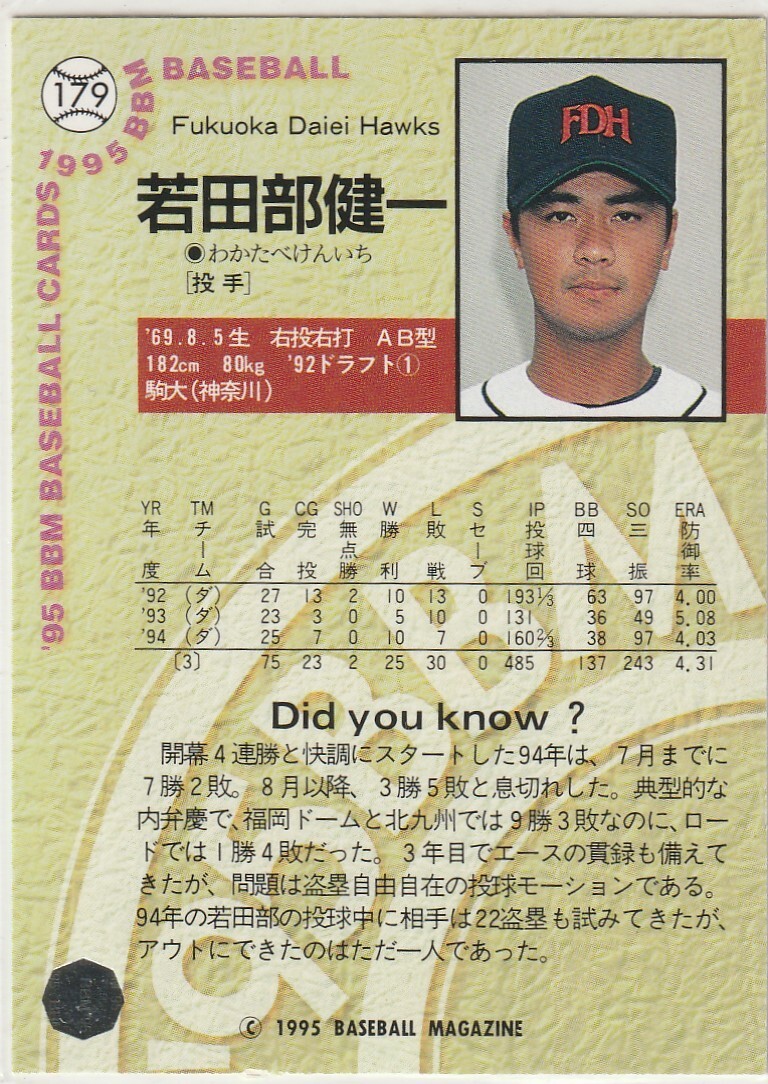 179
'95 BBM BASEBALL CARDS 1995 BBM BASEBALL
Fukuoka Daiei Hawks
FDH
若田部健一
●わかたべけんいち
[投手]
'69.8.5生 右投右打 AB型
182cm 80kg '92ドラフト①
駒大(神奈川)
YR TM G CG SHO W L S IP BB SO ERA
年度 チーム 試合 完投 無点勝 勝利 敗戦 セーブ 投球回 四球 三振 防御率
'92 (ダ) 27 13 2 10 13 0 193⅓ 63 97 4.00
'93 (ダ) 23 3 0 5 10 0 131 36 49 5.08
'94 (ダ) 25 7 0 10 7 0 160⅔ 38 97 4.03
〔3〕 75 23 2 25 30 0 485 137 243 4.31
Did you know ?
開幕4連勝と快調にスタートした94年は、7月までに
7勝2敗。8月以降、3勝5敗と息切れした。典型的な
内弁慶で、福岡ドームと北九州では9勝3敗なのに、ロー
ドでは1勝4敗だった。3年目でエースの貫録も備えて
きたが、問題は盗塁自由自在の投球モーションである。
94年の若田部の投球中に相手は22盗塁も試みてきたが、
アウトにできたのはただ一人であった。
'95 BBM
© 1995 BASEBALL MAGAZINE